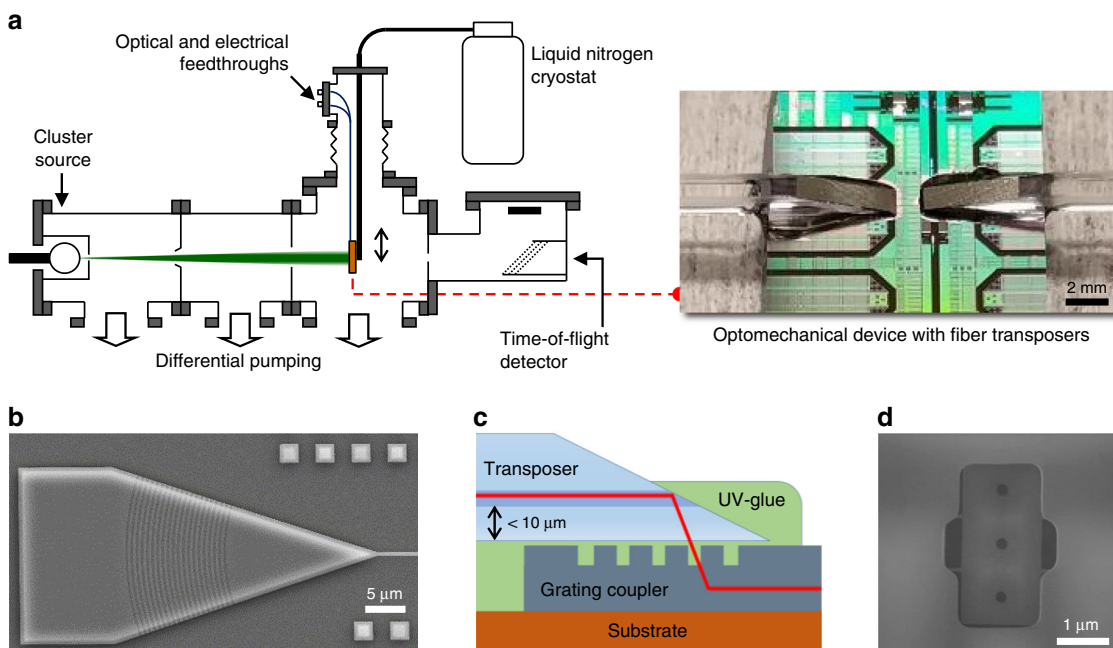 a
Optical and electrical
feedthroughs
Liquid nitrogen
cryostat
Cluster
source
2 mm
Differential pumping
Time-of-flight
detector
Optomechanical device with fiber transposers
b
5 µm
c
Transposer
UV-glue
< 10 µm
Grating coupler
Substrate
d
1 µm